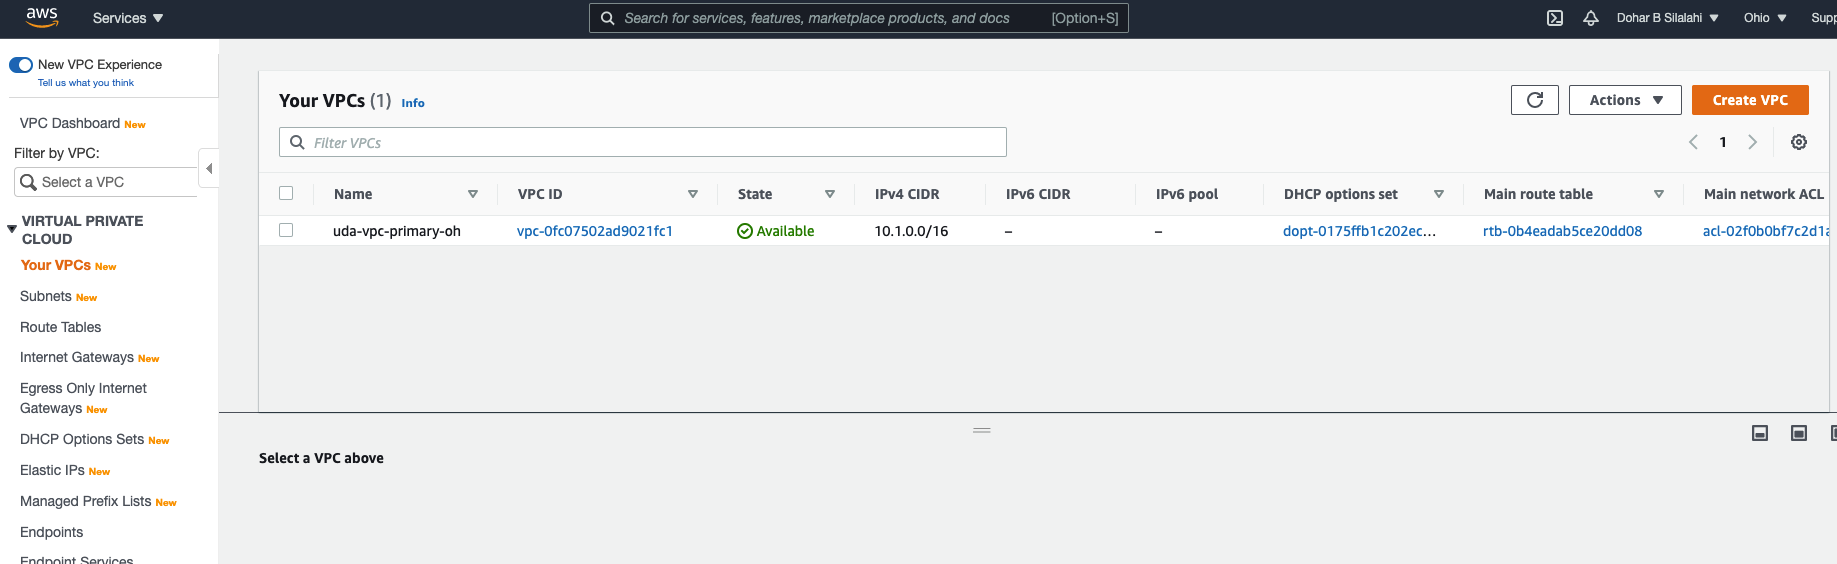 aws
Services
Search for services, features, marketplace products, and docs [Option+S]
Dohar B Silalahi
Ohio
New VPC Experience
Tell us what you think
VPC Dashboard New
Filter by VPC:
Select a VPC
VIRTUAL PRIVATE
CLOUD
Your VPCs New
Subnets New
Route Tables
Internet Gateways New
Egress Only Internet
Gateways New
DHCP Options Sets New
Elastic IPs New
Managed Prefix Lists New
Endpoints
Endpoint Services
Your VPCs (1) Info
Actions
Create VPC
Filter VPCs
1
Name VPC ID State IPv4 CIDR IPv6 CIDR IPv6 pool DHCP options set Main route table Main network ACL
uda-vpc-primary-oh vpc-0fc07502ad9021fc1 Available 10.1.0.0/16 – – dopt-0175ffb1c202ec... rtb-0b4eadab5ce20dd08 acl-02f0b0bf7c2d1a
Select a VPC above